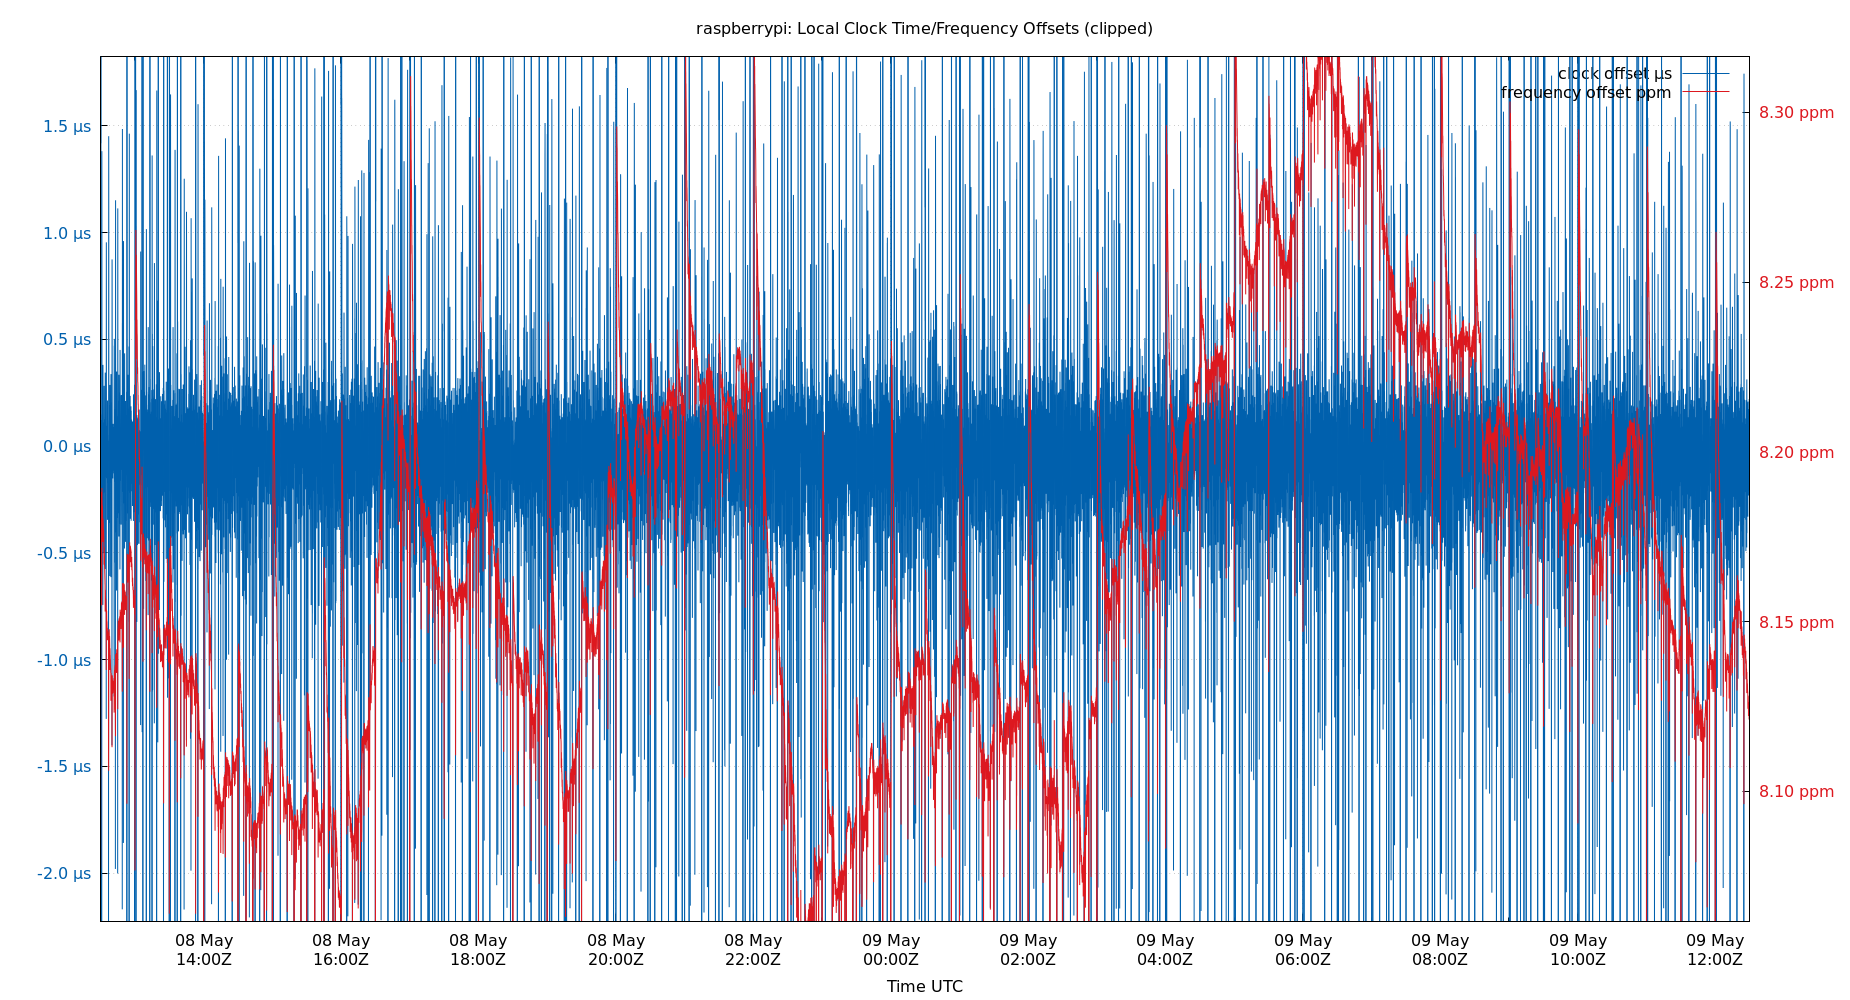 raspberrypi: Local Clock Time/Frequency Offsets (clipped)
clock offset µs
frequency offset ppm
1.5 µs
1.0 µs
0.5 µs
0.0 µs
-0.5 µs
-1.0 µs
-1.5 µs
-2.0 µs
8.30 ppm
8.25 ppm
8.20 ppm
8.15 ppm
8.10 ppm
08 May 08 May 08 May 08 May 08 May 09 May 09 May 09 May 09 May 09 May 09 May 09 May
14:00Z 16:00Z 18:00Z 20:00Z 22:00Z 00:00Z 02:00Z 04:00Z 06:00Z 08:00Z 10:00Z 12:00Z
Time UTC